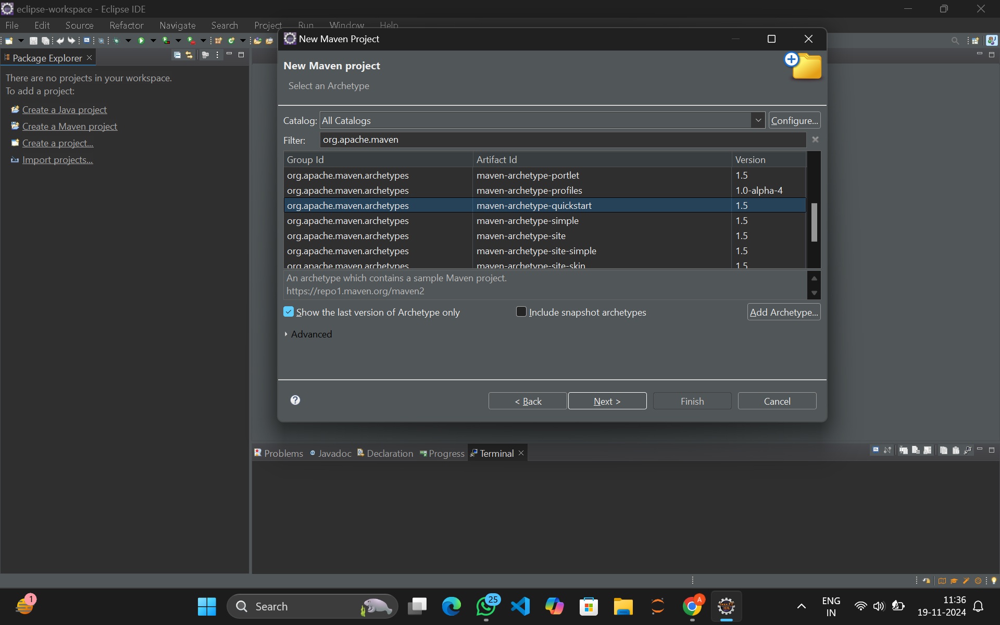 eclipse-workspace - Eclipse IDE
File Edit Source Refactor Navigate Search Project Run Window Help
Package Explorer
There are no projects in your workspace.
To add a project:
Create a Java project
Create a Maven project
Create a project...
Import projects...
New Maven Project
New Maven project
Select an Archetype
Catalog: All Catalogs Configure...
Filter: org.apache.maven
Group Id Artifact Id Version
org.apache.maven.archetypes maven-archetype-portlet 1.5
org.apache.maven.archetypes maven-archetype-profiles 1.0-alpha-4
org.apache.maven.archetypes maven-archetype-quickstart 1.5
org.apache.maven.archetypes maven-archetype-simple 1.5
org.apache.maven.archetypes maven-archetype-site 1.5
org.apache.maven.archetypes maven-archetype-site-simple 1.5
org.apache.maven.archetypes maven-archetype-site-skin 1.5
An archetype which contains a sample Maven project.
https://repo1.maven.org/maven2
Show the last version of Archetype only Include snapshot archetypes Add Archetype...
Advanced
< Back Next > Finish Cancel
Problems Javadoc Declaration Progress Terminal
1
Search
25
A
ENG
IN
11:36
19-11-2024